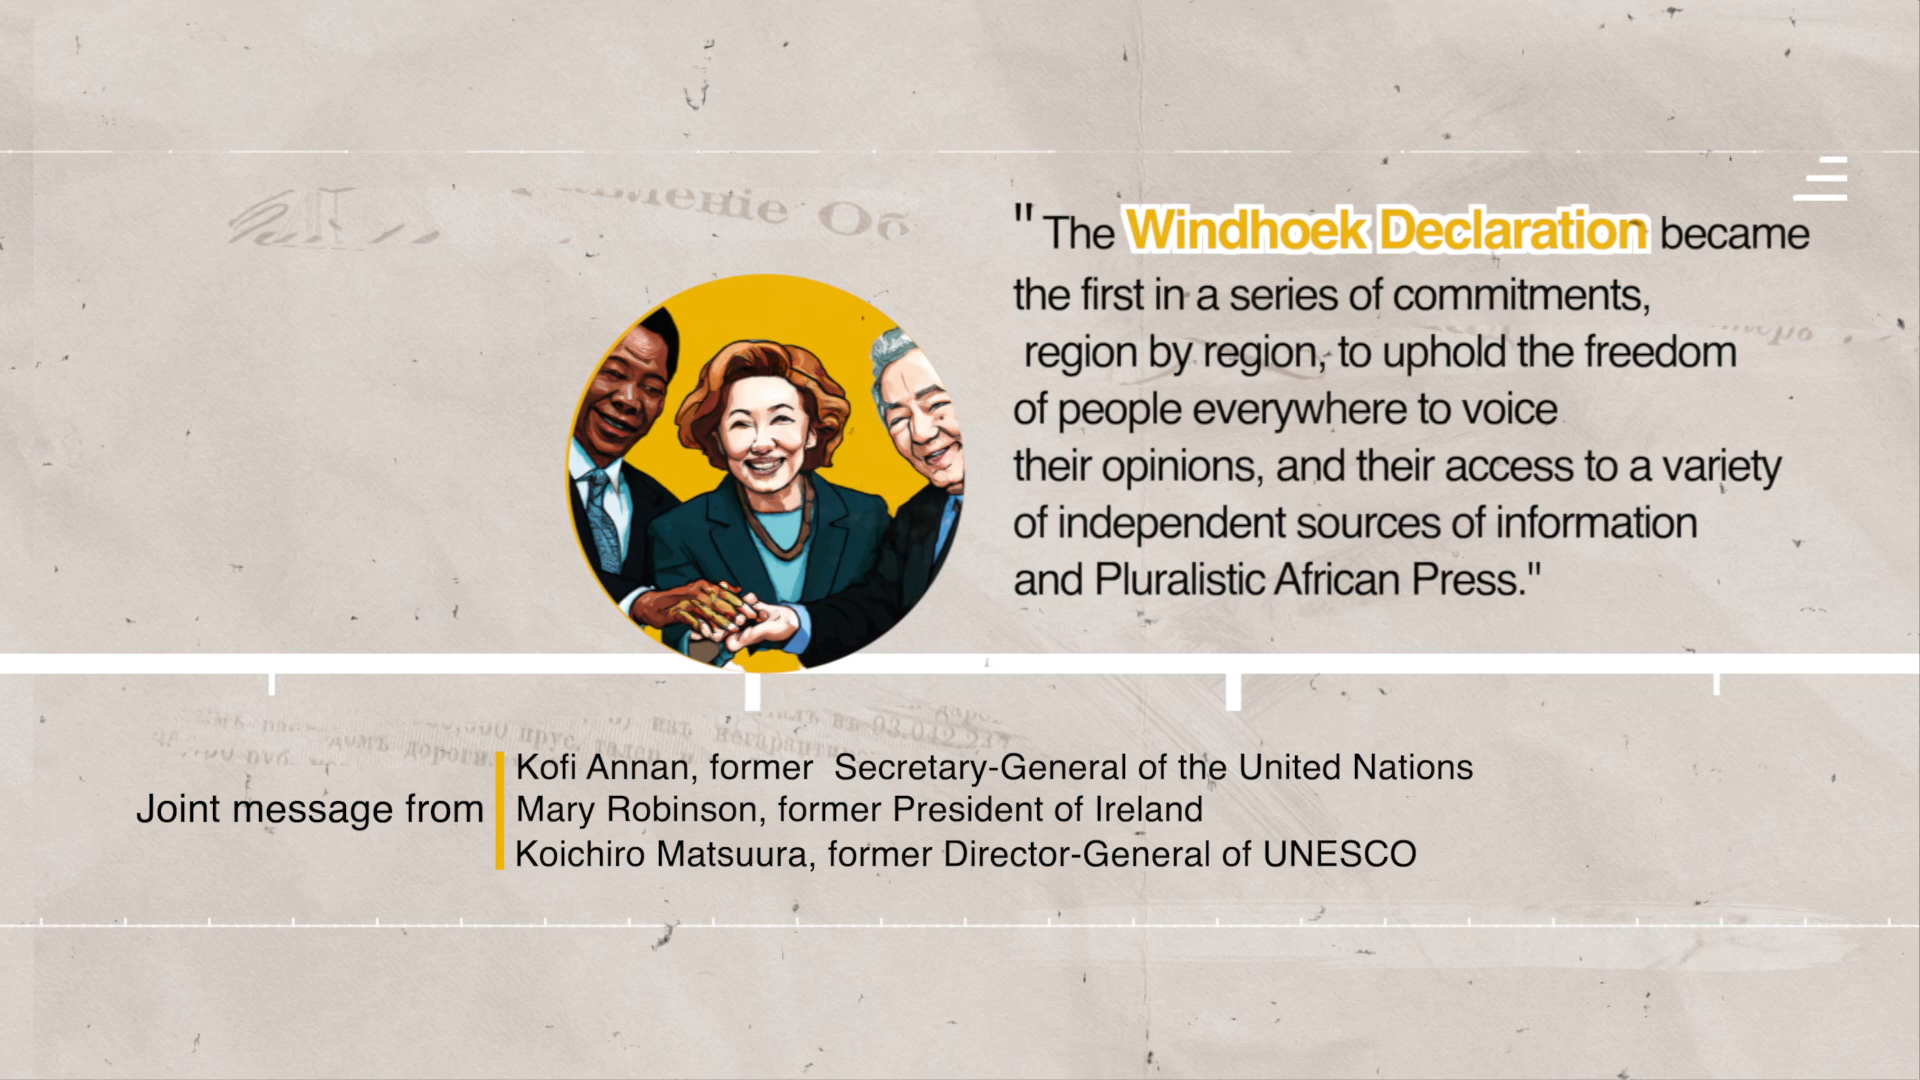 " The Windhoek Declaration became
the first in a series of commitments,
region by region, to uphold the freedom
of people everywhere to voice
their opinions, and their access to a variety
of independent sources of information
and Pluralistic African Press."
Joint message from
Kofi Annan, former Secretary-General of the United Nations
Mary Robinson, former President of Ireland
Koichiro Matsuura, former Director-General of UNESCO